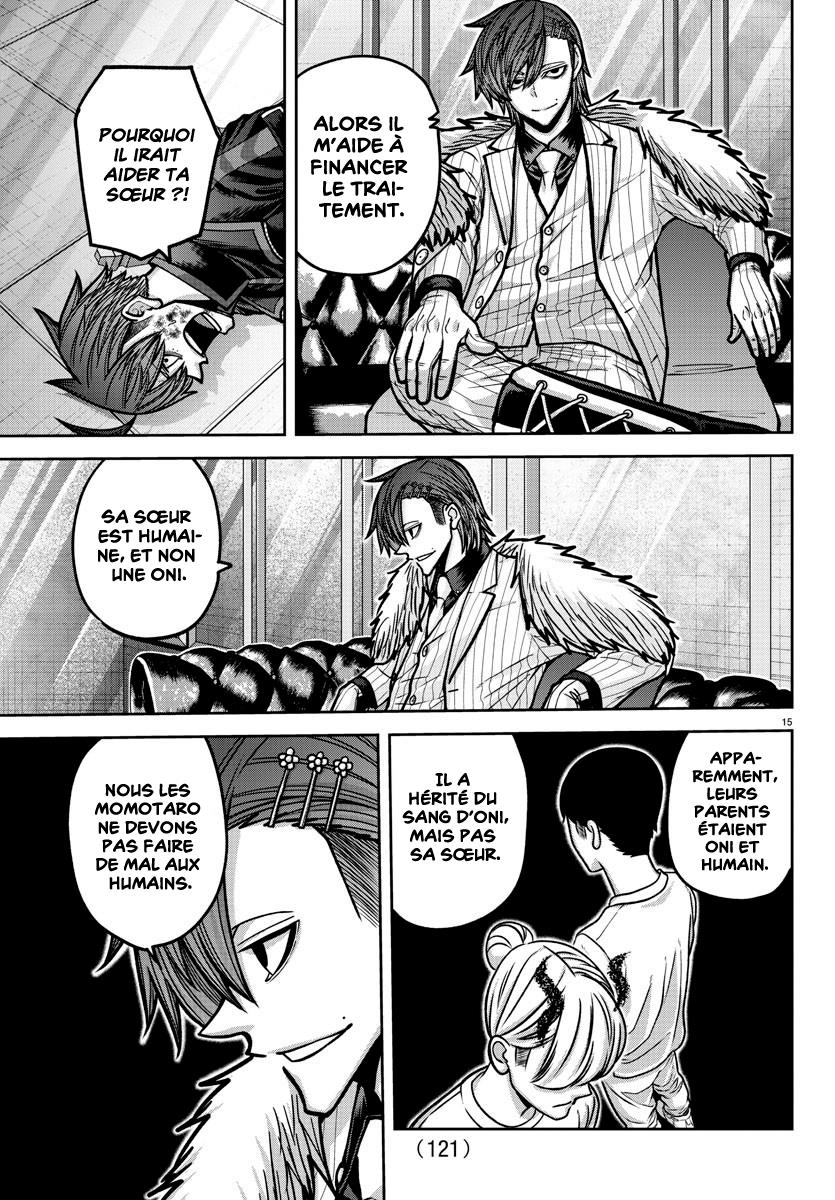 ALORS IL
M'AIDE À
FINANCER
LE TRAI-
TEMENT.
POURQUOI
IL IRAIT
AIDER TA
SŒUR ?!
SA SŒUR
EST HUMAI-
NE, ET NON
UNE ONI.
15
APPA-
REMMENT,
LEURS
PARENTS
ÉTAIENT
ONI ET
HUMAIN.
IL A
HÉRITÉ DU
SANG D'ONI,
MAIS PAS
SA SŒUR.
NOUS LES
MOMOTARO
NE DEVONS
PAS FAIRE
DE MAL AUX
HUMAINS.
(121)